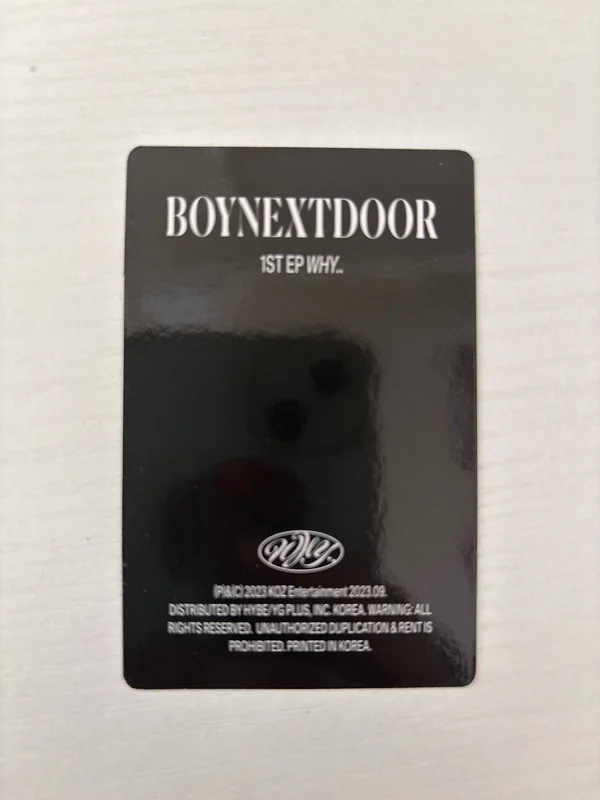 BOYNEXTDOOR
1ST EP WHY..
Why..
(P)&(C) 2023 KOZ Entertainment 2023.09.
DISTRIBUTED BY HYBE/YG PLUS, INC. KOREA. WARNING: ALL
RIGHTS RESERVED. UNAUTHORIZED DUPLICATION & RENT IS
PROHIBITED. PRINTED IN KOREA.